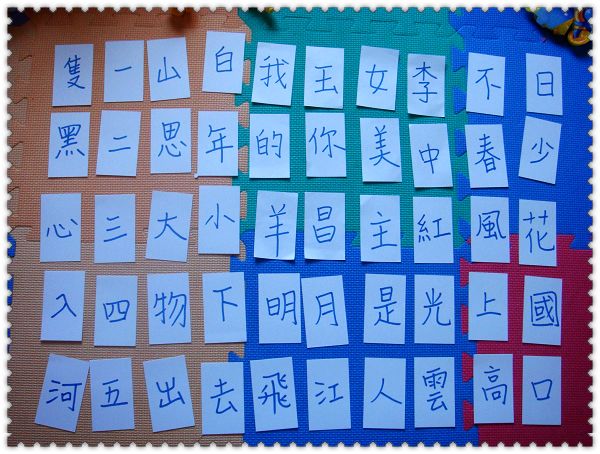 隻 一 山 白 我 玉 女 李 不 日
黑 二 思 年 的 你 美 中 春 少
心 三 大 小 羊 昌 主 紅 風 花
入 四 物 下 明 月 是 光 上 國
河 五 出 去 飛 江 人 雲 高 口